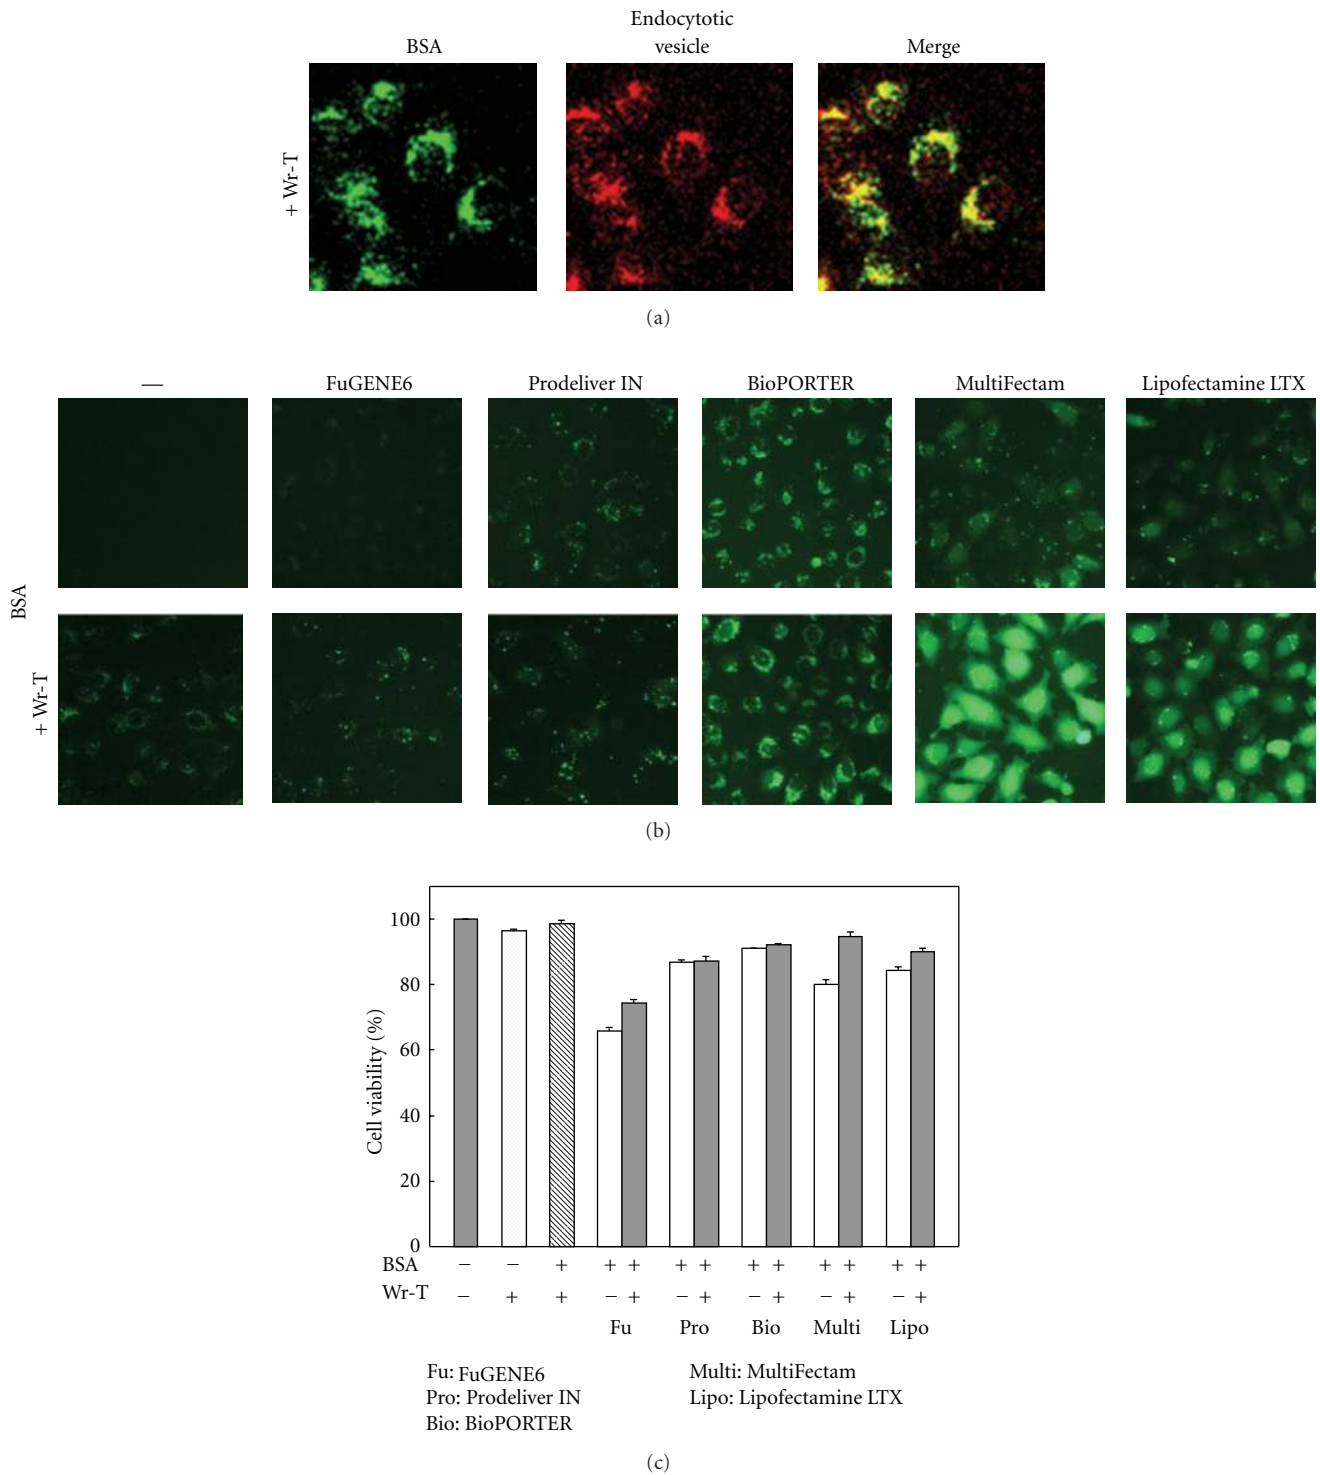 BSA
Endocytotic
vesicle
Merge
+ Wr-T
(a)
—
FuGENE6
Prodeliver IN
BioPORTER
MultiFectam
Lipofectamine LTX
BSA
+ Wr-T
(b)
Cell viability (%)
100
80
60
40
20
0
BSA − − + + + + + + + + + + +
Wr-T − + + − + − + − + − + − +
Fu Pro Bio Multi Lipo
Fu: FuGENE6
Pro: Prodeliver IN
Bio: BioPORTER
Multi: MultiFectam
Lipo: Lipofectamine LTX
(c)